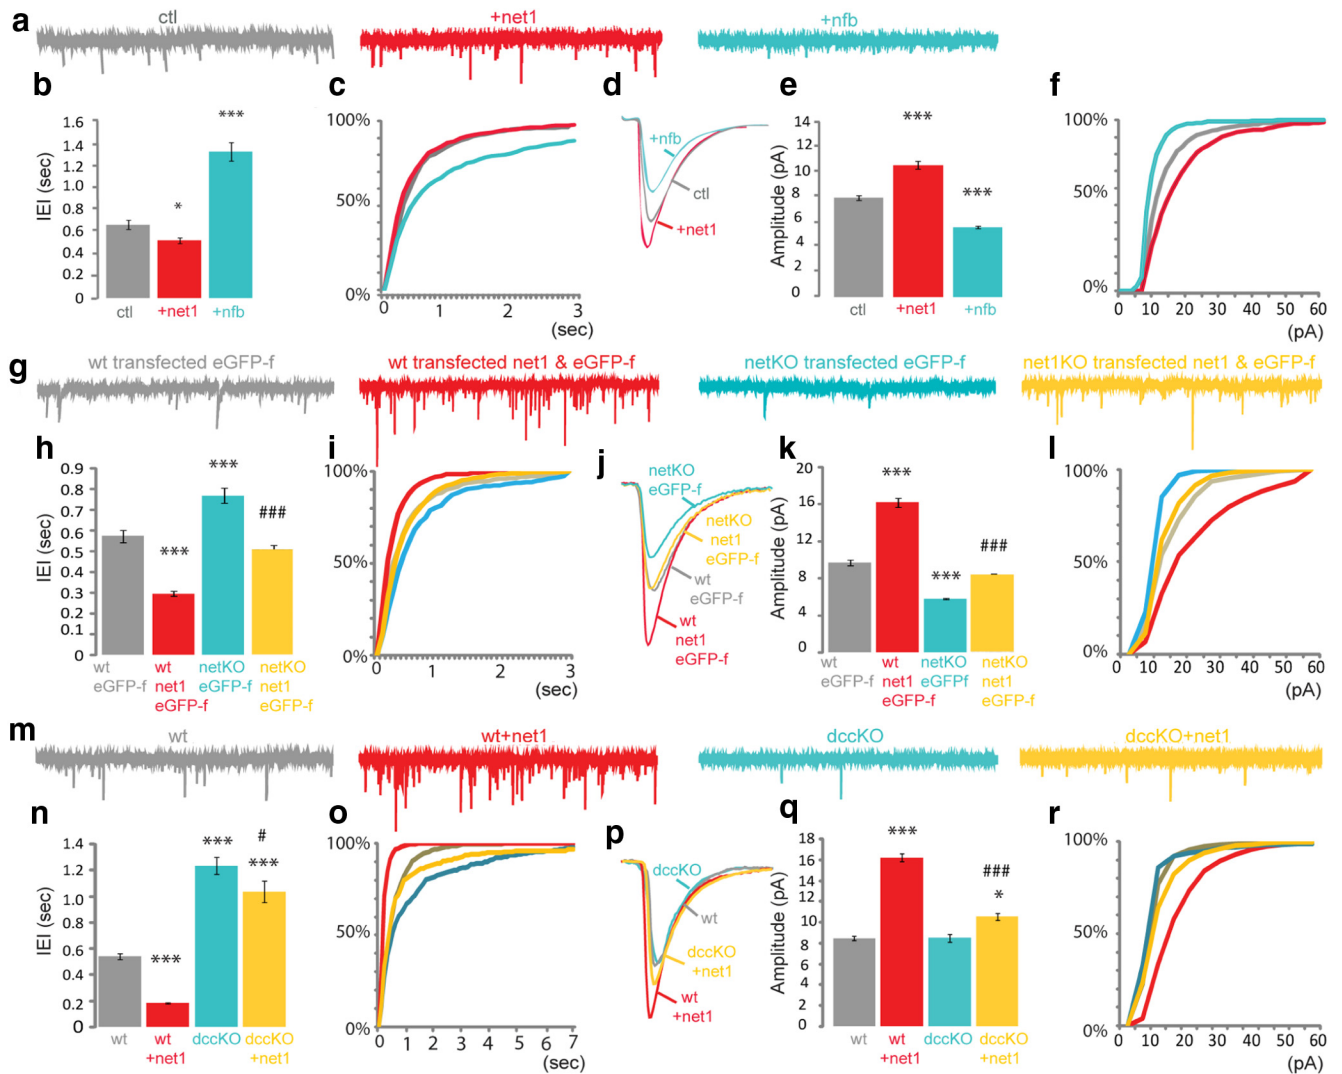 a
ctl
+net1
+nfb
b
IEI (sec)
1.6
1.4
1.2
1.0
0.8
0.6
0.4
0.2
0
***
*
ctl
+net1
+nfb
c
100%
50%
0%
0
1
2
3
(sec)
d
+nfb
ctl
+net1
e
Amplitude (pA)
14
12
10
8
6
4
2
0
***
***
ctl
+net1
+nfb
f
100%
50%
0%
0 10 20 30 40 50 60
(pA)
g
wt transfected eGFP-f
wt transfected net1 & eGFP-f
netKO transfected eGFP-f
net1KO transfected net1 & eGFP-f
h
IEI (sec)
0.9
0.8
0.7
0.6
0.5
0.4
0.3
0.2
0.1
0
***
***
###
wt
eGFP-f
wt
net1
eGFP-f
netKO
eGFP-f
netKO
net1
eGFP-f
i
100%
50%
0%
0
1
2
3
(sec)
j
netKO
eGFP-f
netKO
net1
eGFP-f
wt
eGFP-f
wt
net1
eGFP-f
k
Amplitude (pA)
20
16
12
8
4
0
***
***
###
wt
eGFP-f
wt
net1
eGFP-f
netKO
eGFPf
netKO
net1
eGFP-f
l
100%
50%
0%
0 10 20 30 40 50 60
(pA)
m
wt
wt+net1
dccKO
dccKO+net1
n
IEI (sec)
1.4
1.2
1.0
0.8
0.6
0.4
0.2
0
***
***
#
***
wt
wt
+net1
dccKO
dccKO
+net1
o
100%
50%
0%
0 1 2 3 4 5 6 7
(sec)
p
dccKO
wt
dccKO
+net1
wt
+net1
q
Amplitude (pA)
18
16
14
12
10
8
6
4
2
0
***
###
*
wt
wt
+net1
dccKO
dccKO
+net1
r
100%
50%
0%
0 10 20 30 40 50 60
(pA)